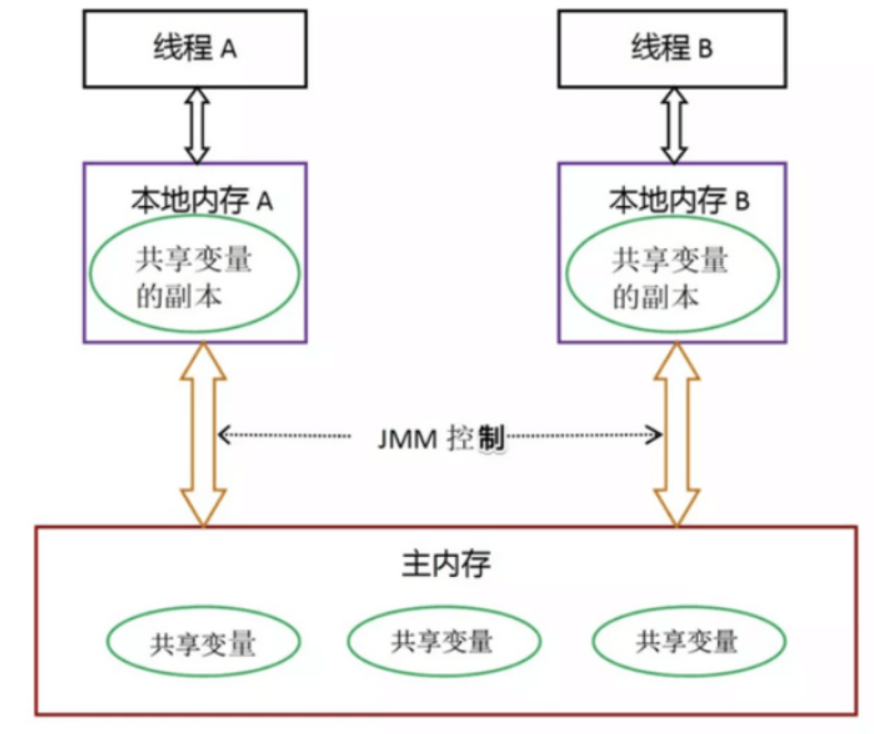 线程 A
线程 B
本地内存 A
共享变量
的副本
本地内存 B
共享变量
的副本
JMM 控制
主内存
共享变量
共享变量
共享变量